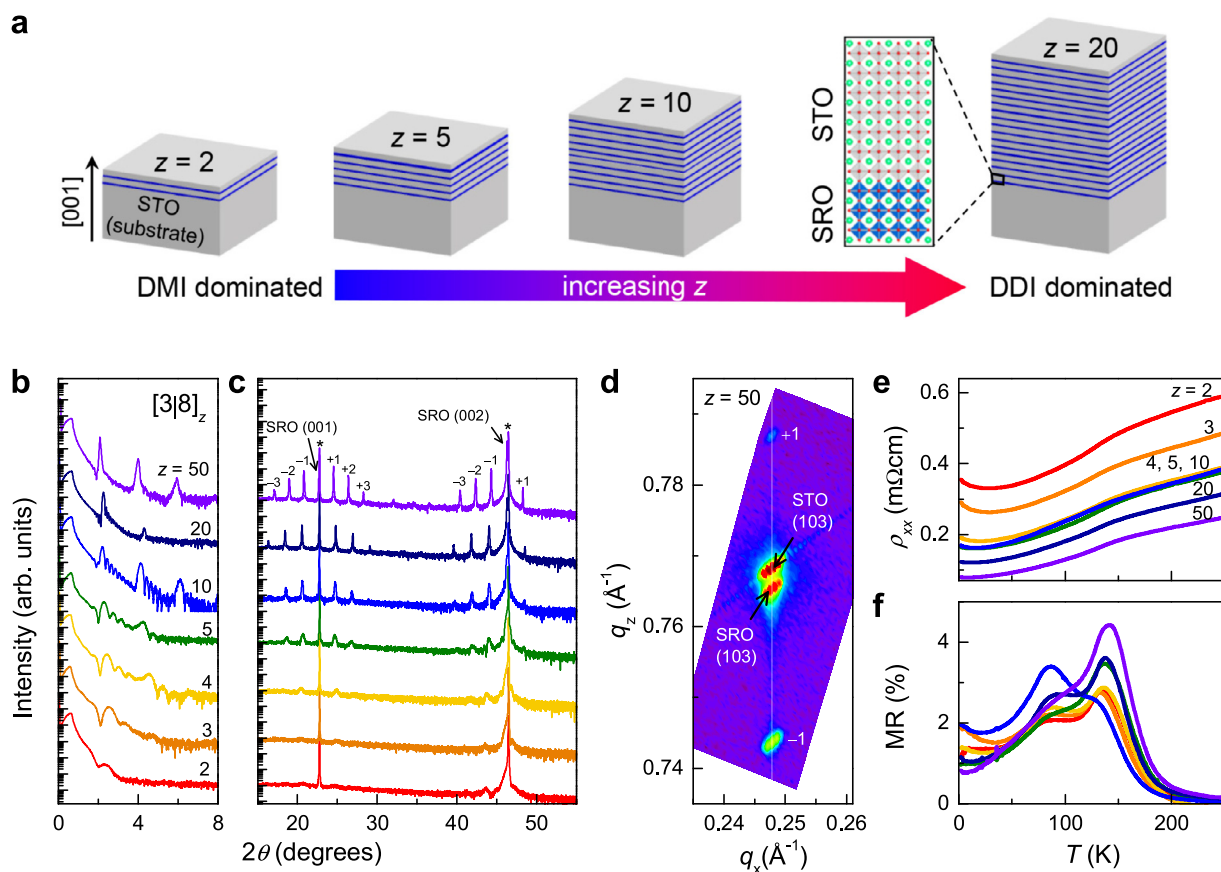 a
z = 2
z = 5
z = 10
z = 20
[001]
STO
(substrate)
STO
SRO
DMI dominated
increasing z
DDI dominated
b
[3|8]z
z = 50
20
10
5
4
3
2
Intensity (arb. units)
0 4 8
c
SRO (001)
SRO (002)
*
*
−3 −2 −1 +1 +2 +3
−3 −2 −1 +1
20 30 40 50
2θ (degrees)
d
z = 50
+1
STO
(103)
SRO
(103)
−1
0.78
0.76
0.74
qz (Å-1)
0.24 0.25 0.26
qx(Å-1)
e
z = 2
3
4, 5, 10
20
50
0.6
0.4
0.2
ρxx (mΩcm)
f
4
2
0
MR (%)
0 100 200
T (K)